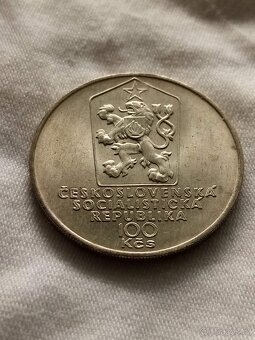 ČESKOSLOVENSKÁ
SOCIALISTICKÁ
REPUBLIKA
100
Kčs